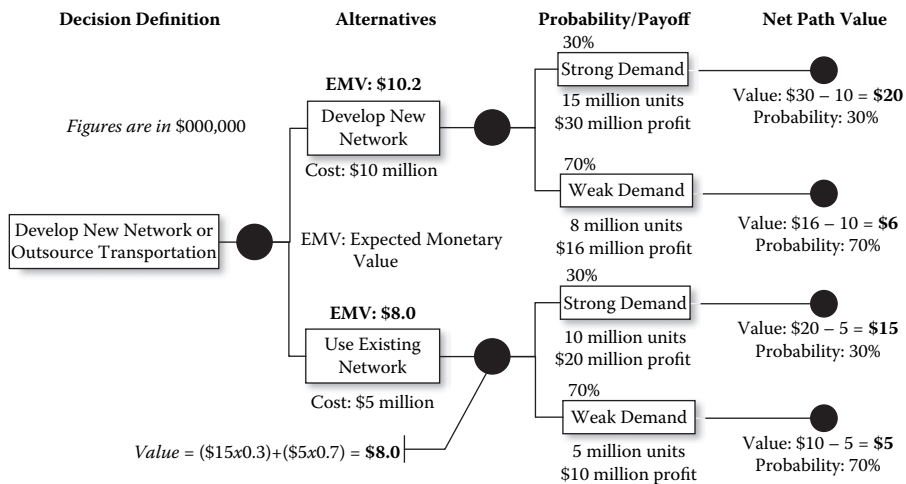 Decision Definition
Alternatives
Probability/Payoff
Net Path Value
Figures are in $000,000
Develop New Network or
Outsource Transportation
EMV: $10.2
Develop New
Network
Cost: $10 million
EMV: Expected Monetary
Value
EMV: $8.0
Use Existing
Network
Cost: $5 million
Value = ($15x0.3)+($5x0.7) = $8.0
30%
Strong Demand
15 million units
$30 million profit
Value: $30 – 10 = $20
Probability: 30%
70%
Weak Demand
8 million units
$16 million profit
Value: $16 – 10 = $6
Probability: 70%
30%
Strong Demand
10 million units
$20 million profit
Value: $20 – 5 = $15
Probability: 30%
70%
Weak Demand
5 million units
$10 million profit
Value: $10 – 5 = $5
Probability: 70%